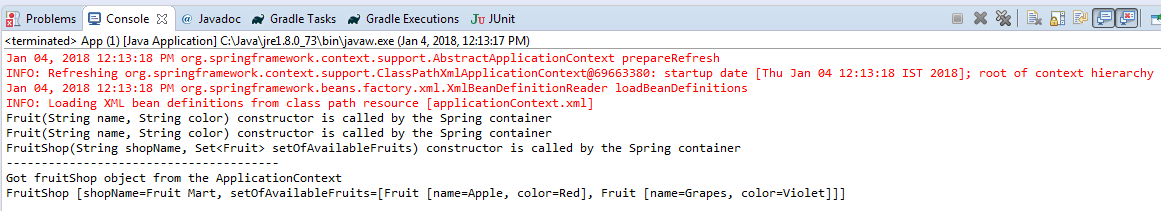 Problems Console Javadoc Gradle Tasks Gradle Executions JUnit
<terminated> App (1) [Java Application] C:\Java\jre1.8.0_73\bin\javaw.exe (Jan 4, 2018, 12:13:17 PM)
Jan 04, 2018 12:13:18 PM org.springframework.context.support.AbstractApplicationContext prepareRefresh
INFO: Refreshing org.springframework.context.support.ClassPathXmlApplicationContext@69663380: startup date [Thu Jan 04 12:13:18 IST 2018]; root of context hierarchy
Jan 04, 2018 12:13:18 PM org.springframework.beans.factory.xml.XmlBeanDefinitionReader loadBeanDefinitions
INFO: Loading XML bean definitions from class path resource [applicationContext.xml]
Fruit(String name, String color) constructor is called by the Spring container
Fruit(String name, String color) constructor is called by the Spring container
FruitShop(String shopName, Set<Fruit> setOfAvailableFruits) constructor is called by the Spring container
---------------------------------------
Got fruitShop object from the ApplicationContext
FruitShop [shopName=Fruit Mart, setOfAvailableFruits=[Fruit [name=Apple, color=Red], Fruit [name=Grapes, color=Violet]]]